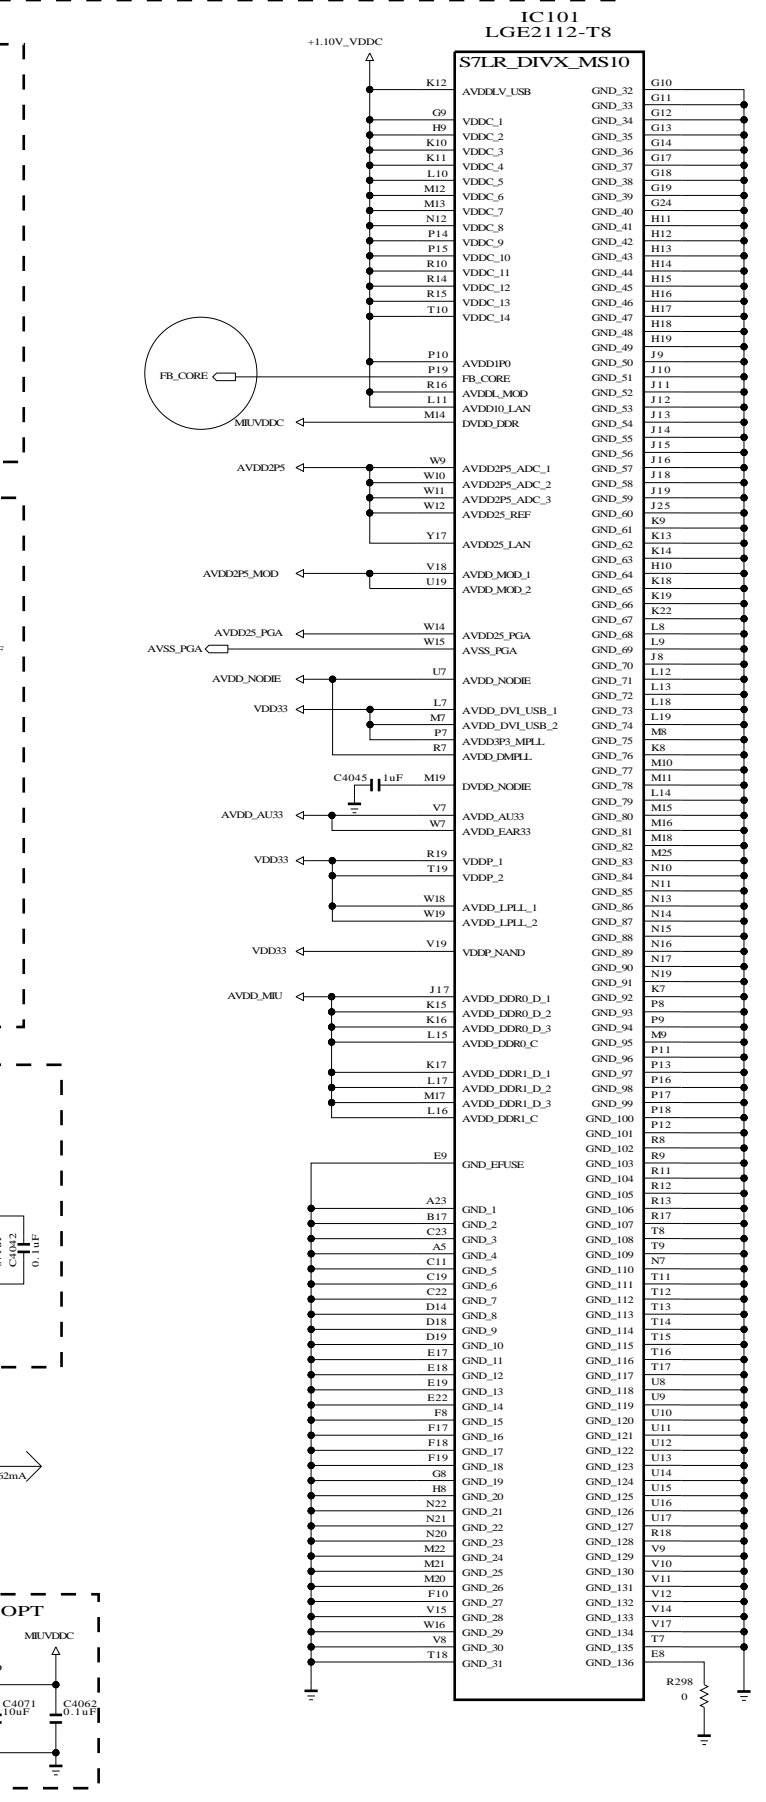 IC101
LGE2112-T8
+1.10V_VDDC
S7LR_DIVX_MS10
K12 AVDDLV_USB GND_32 G10
GND_33 G11
G9 VDDC_1 GND_34 G12
H9 VDDC_2 GND_35 G13
K10 VDDC_3 GND_36 G14
K11 VDDC_4 GND_37 G17
L10 VDDC_5 GND_38 G18
M12 VDDC_6 GND_39 G19
M13 VDDC_7 GND_40 G24
N12 VDDC_8 GND_41 H11
P14 VDDC_9 GND_42 H12
P15 VDDC_10 GND_43 H13
R10 VDDC_11 GND_44 H14
R14 VDDC_12 GND_45 H15
R15 VDDC_13 GND_46 H16
T10 VDDC_14 GND_47 H17
GND_48 H18
GND_49 H19
P10 AVDD1P0 GND_50 J9
FB_CORE P19 FB_CORE GND_51 J10
R16 AVDDL_MOD GND_52 J11
L11 AVDD10_LAN GND_53 J12
MIUVDDC M14 DVDD_DDR GND_54 J13
GND_55 J14
GND_56 J15
AVDD2P5 W9 AVDD2P5_ADC_1 GND_57 J16
W10 AVDD2P5_ADC_2 GND_58 J18
W11 AVDD2P5_ADC_3 GND_59 J19
W12 AVDD25_REF GND_60 J25
GND_61 K9
Y17 AVDD25_LAN GND_62 K13
GND_63 K14
AVDD2P5_MOD V18 AVDD_MOD_1 GND_64 H10
U19 AVDD_MOD_2 GND_65 K18
GND_66 K19
GND_67 K22
AVDD25_PGA W14 AVDD25_PGA GND_68 L8
AVSS_PGA W15 AVSS_PGA GND_69 L9
GND_70 J8
AVDD_NODIE U7 AVDD_NODIE GND_71 L12
GND_72 L13
VDD33 L7 AVDD_DVI_USB_1 GND_73 L18
M7 AVDD_DVI_USB_2 GND_74 L19
P7 AVDD3P3_MPLL GND_75 M8
R7 AVDD_DMPLL GND_76 K8
GND_77 M10
C4045 1uF M19 DVDD_NODIE GND_78 M11
GND_79 L14
AVDD_AU33 V7 AVDD_AU33 GND_80 M15
W7 AVDD_EAR33 GND_81 M16
GND_82 M18
VDD33 R19 VDDP_1 GND_83 M25
T19 VDDP_2 GND_84 N10
GND_85 N11
W18 AVDD_LPLL_1 GND_86 N13
W19 AVDD_LPLL_2 GND_87 N14
GND_88 N15
VDD33 V19 VDDP_NAND GND_89 N16
GND_90 N17
GND_91 N19
AVDD_MIU J17 AVDD_DDR0_D_1 GND_92 K7
K15 AVDD_DDR0_D_2 GND_93 P8
K16 AVDD_DDR0_D_3 GND_94 P9
L15 AVDD_DDR0_C GND_95 M9
GND_96 P11
K17 AVDD_DDR1_D_1 GND_97 P13
L17 AVDD_DDR1_D_2 GND_98 P16
M17 AVDD_DDR1_D_3 GND_99 P17
L16 AVDD_DDR1_C GND_100 P18
GND_101 P12
GND_102 R8
E9 GND_EFUSE GND_103 R9
GND_104 R11
GND_105 R12
A23 GND_1 GND_106 R13
B17 GND_2 GND_107 R17
C23 GND_3 GND_108 T8
A5 GND_4 GND_109 T9
C11 GND_5 GND_110 N7
C19 GND_6 GND_111 T11
C22 GND_7 GND_112 T12
D14 GND_8 GND_113 T13
D18 GND_9 GND_114 T14
D19 GND_10 GND_115 T15
E17 GND_11 GND_116 T16
E18 GND_12 GND_117 T17
E19 GND_13 GND_118 U8
E22 GND_14 GND_119 U9
F8 GND_15 GND_120 U10
F17 GND_16 GND_121 U11
F18 GND_17 GND_122 U12
F19 GND_18 GND_123 U13
G8 GND_19 GND_124 U14
H8 GND_20 GND_125 U15
N22 GND_21 GND_126 U16
N21 GND_22 GND_127 U17
N20 GND_23 GND_128 R18
M22 GND_24 GND_129 V9
M21 GND_25 GND_130 V10
M20 GND_26 GND_131 V11
F10 GND_27 GND_132 V12
V15 GND_28 GND_133 V14
W16 GND_29 GND_134 V17
V8 GND_30 GND_135 T7
T18 GND_31 GND_136 E8
R298
0
C4042
0.1uF
62mA
OPT
MIUVDDC
C4071
10uF
C4062
0.1uF